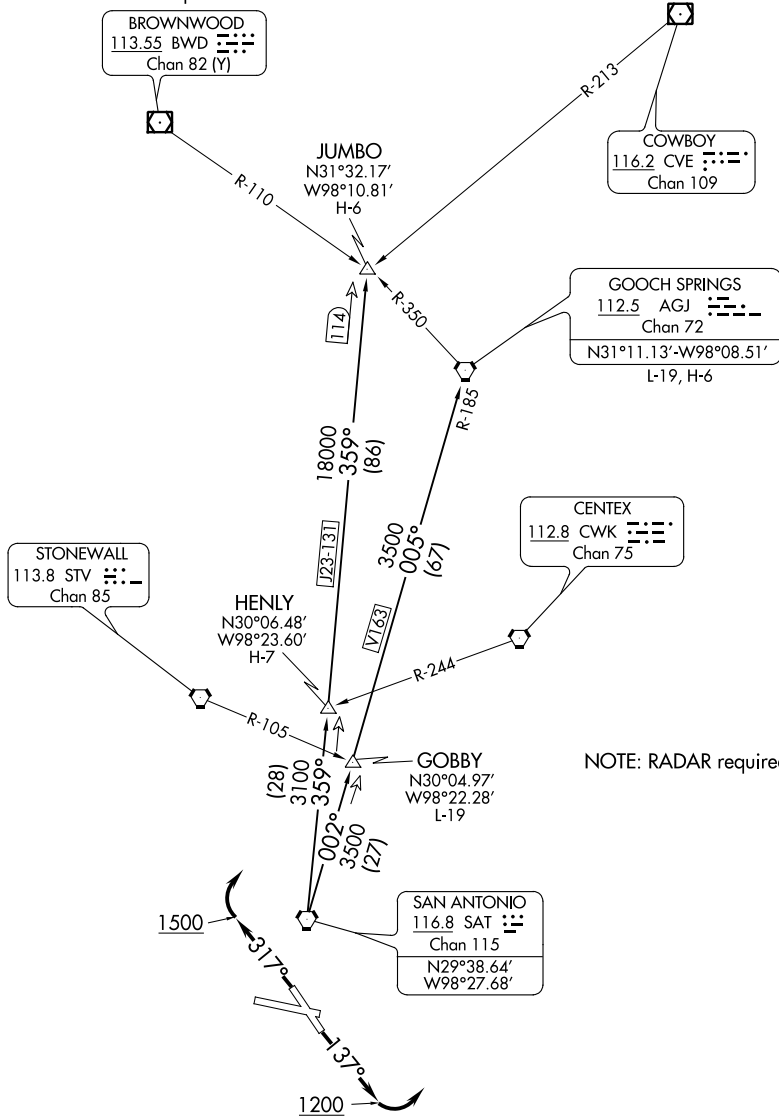 BROWNWOOD
113.55 BWD
Chan 82 (Y)
R-213
COWBOY
116.2 CVE
Chan 109
JUMBO
N31°32.17'
W98°10.81'
H-6
R-110
GOOCH SPRINGS
112.5 AGJ
Chan 72
N31°11.13'-W98°08.51'
L-19, H-6
R-350
114
R-185
18000
359°
(86)
3500
005°
(67)
CENTEX
112.8 CWK
Chan 75
STONEWALL
113.8 STV
Chan 85
J23-131
V163
HENLY
N30°06.48'
W98°23.60'
H-7
R-244
R-105
GOBBY
N30°04.97'
W98°22.28'
L-19
NOTE: RADAR required
(28)
3100
359°
002°
3500
(27)
SAN ANTONIO
116.8 SAT
Chan 115
N29°38.64'
W98°27.68'
1500
317°
137°
1200